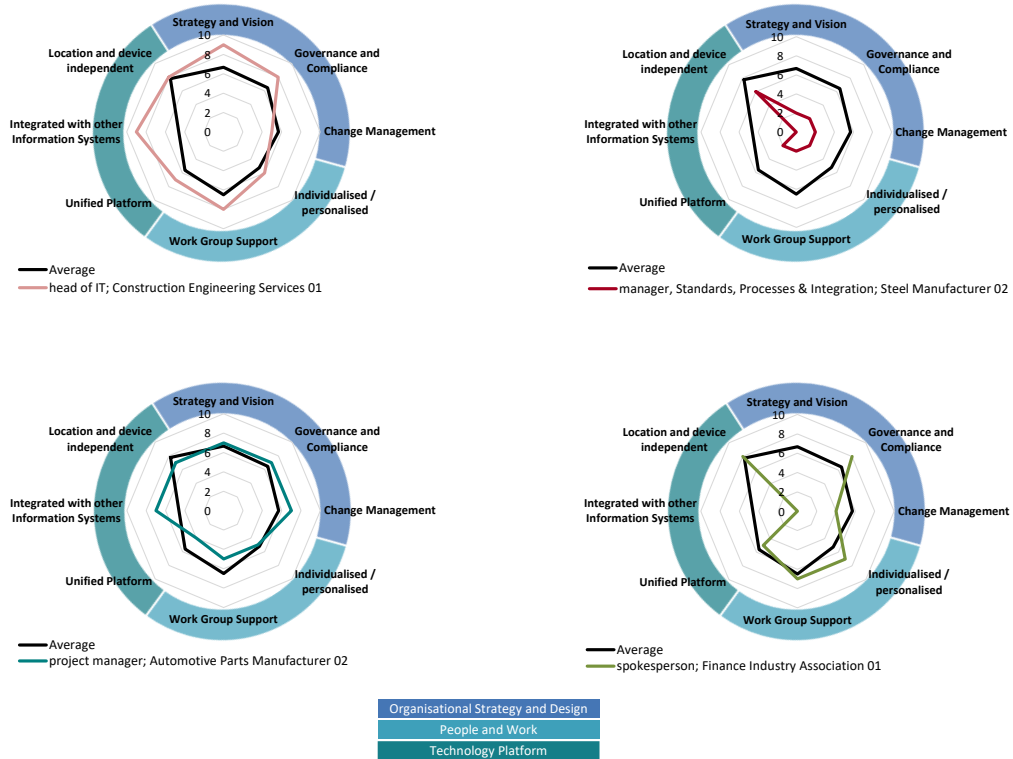 Strategy and Vision
10
8
6
4
2
0
Governance and
Compliance
Change Management
Individualised /
personalised
Work Group Support
Unified Platform
Integrated with other
Information Systems
Location and device
independent
Average
head of IT; Construction Engineering Services 01
Strategy and Vision
10
8
6
4
2
0
Governance and
Compliance
Change Management
Individualised /
personalised
Work Group Support
Unified Platform
Integrated with other
Information Systems
Location and device
independent
Average
manager, Standards, Processes & Integration; Steel Manufacturer 02
Strategy and Vision
10
8
6
4
2
0
Governance and
Compliance
Change Management
Individualised /
personalised
Work Group Support
Unified Platform
Integrated with other
Information Systems
Location and device
independent
Average
project manager; Automotive Parts Manufacturer 02
Strategy and Vision
10
8
6
4
2
0
Governance and
Compliance
Change Management
Individualised /
personalised
Work Group Support
Unified Platform
Integrated with other
Information Systems
Location and device
independent
Average
spokesperson; Finance Industry Association 01
Organisational Strategy and Design
People and Work
Technology Platform